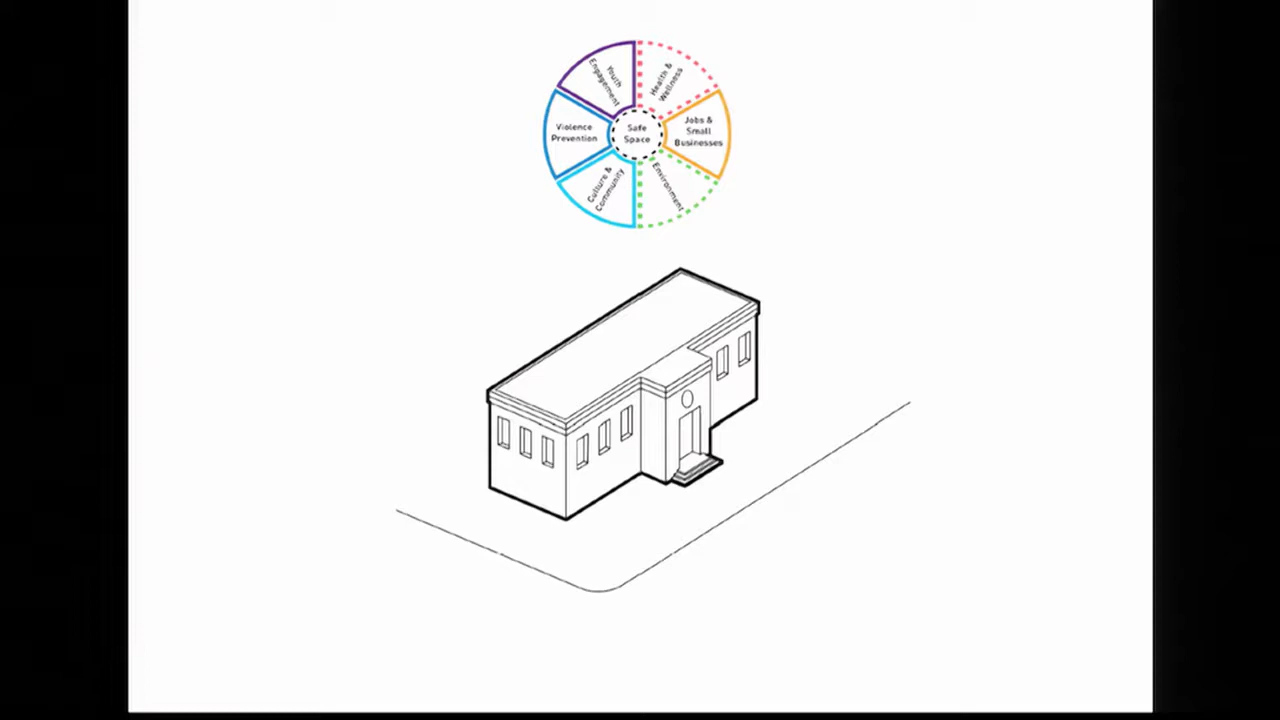 Youth
Engagement
Health &
Wellness
Violence
Prevention
Safe
Space
Jobs &
Small
Businesses
Culture &
Community
Environment